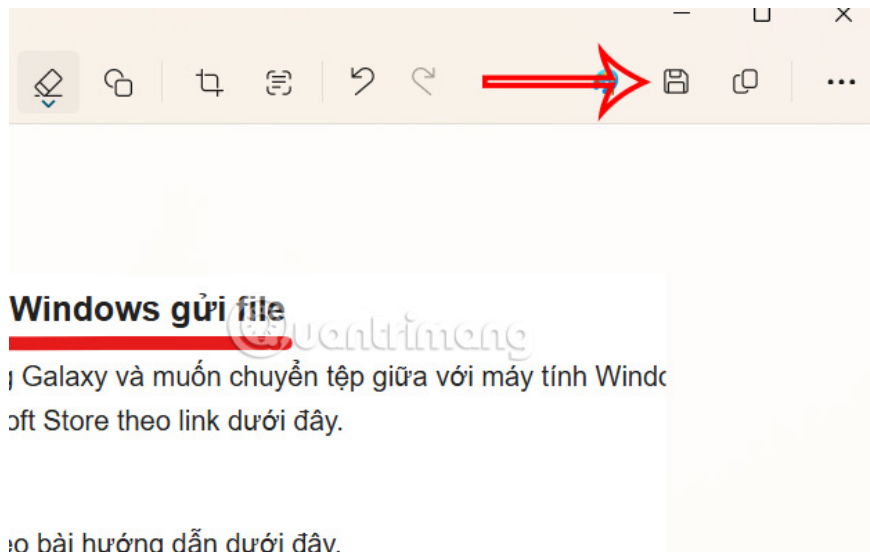 Windows gửi file
Quantrimang
Galaxy và muốn chuyển tệp giữa với máy tính Windo
oft Store theo link dưới đây.
eo bài hướng dẫn dưới đây.